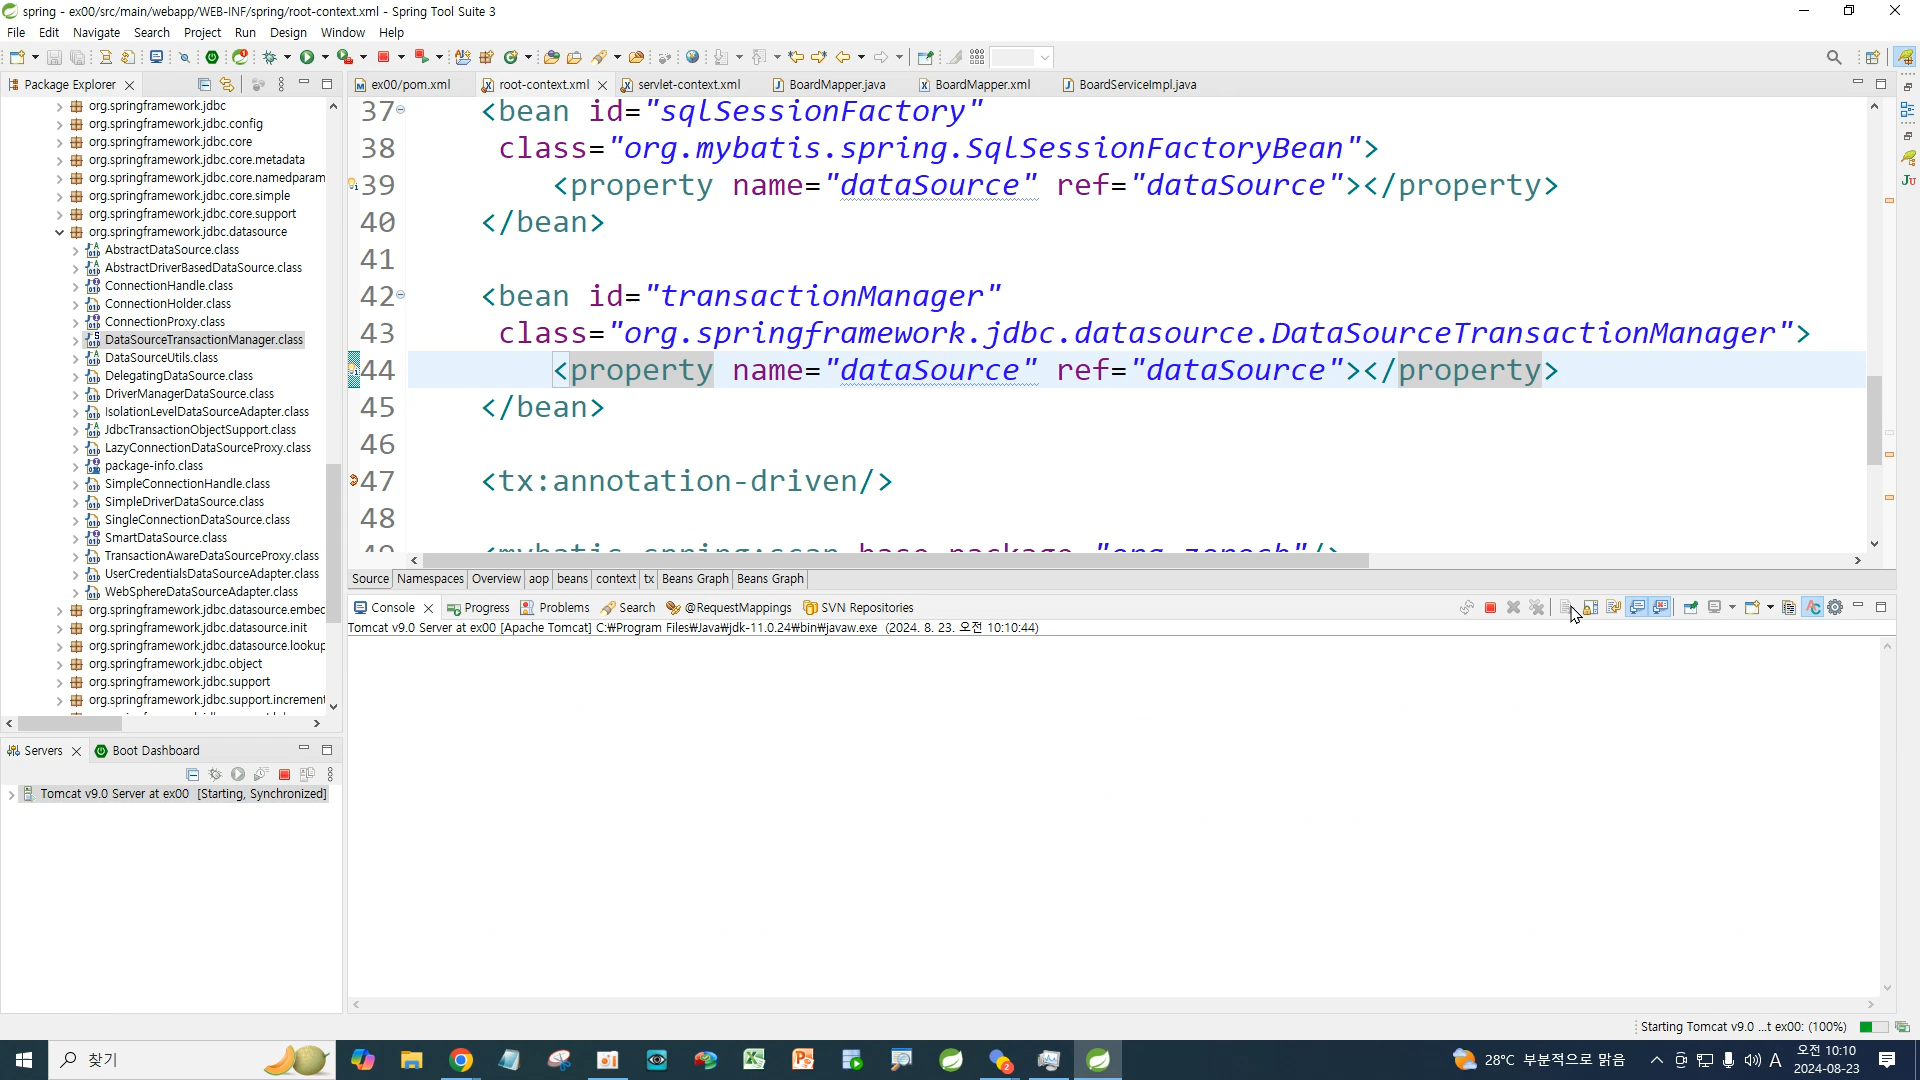 spring - ex00/src/main/webapp/WEB-INF/spring/root-context.xml - Spring Tool Suite 3
File Edit Navigate Search Project Run Design Window Help
Package Explorer
ex00/pom.xml root-context.xml servlet-context.xml BoardMapper.java BoardMapper.xml BoardServiceImpl.java
org.springframework.jdbc
org.springframework.jdbc.config
org.springframework.jdbc.core
org.springframework.jdbc.core.metadata
org.springframework.jdbc.core.namedparam
org.springframework.jdbc.core.simple
org.springframework.jdbc.core.support
org.springframework.jdbc.datasource
AbstractDataSource.class
AbstractDriverBasedDataSource.class
ConnectionHandle.class
ConnectionHolder.class
ConnectionProxy.class
DataSourceTransactionManager.class
DataSourceUtils.class
DelegatingDataSource.class
DriverManagerDataSource.class
IsolationLevelDataSourceAdapter.class
JdbcTransactionObjectSupport.class
LazyConnectionDataSourceProxy.class
package-info.class
SimpleConnectionHandle.class
SimpleDriverDataSource.class
SingleConnectionDataSource.class
SmartDataSource.class
TransactionAwareDataSourceProxy.class
UserCredentialsDataSourceAdapter.class
WebSphereDataSourceAdapter.class
org.springframework.jdbc.datasource.embec
org.springframework.jdbc.datasource.init
org.springframework.jdbc.datasource.lookup
org.springframework.jdbc.object
org.springframework.jdbc.support
org.springframework.jdbc.support.increment
37 <bean id="sqlSessionFactory"
38 class="org.mybatis.spring.SqlSessionFactoryBean">
39 <property name="dataSource" ref="dataSource"></property>
40 </bean>
41
42 <bean id="transactionManager"
43 class="org.springframework.jdbc.datasource.DataSourceTransactionManager">
44 <property name="dataSource" ref="dataSource"></property>
45 </bean>
46
47 <tx:annotation-driven/>
48
Source Namespaces Overview aop beans context tx Beans Graph Beans Graph
Console Progress Problems Search @RequestMappings SVN Repositories
Tomcat v9.0 Server at ex00 [Apache Tomcat] C:₩Program Files₩Java₩jdk-11.0.24₩bin₩javaw.exe (2024. 8. 23. 오전 10:10:44)
Servers Boot Dashboard
Tomcat v9.0 Server at ex00 [Starting, Synchronized]
Starting Tomcat v9.0 ...t ex00: (100%)
찾기
28°C 부분적으로 맑음
A
오전 10:10
2024-08-23